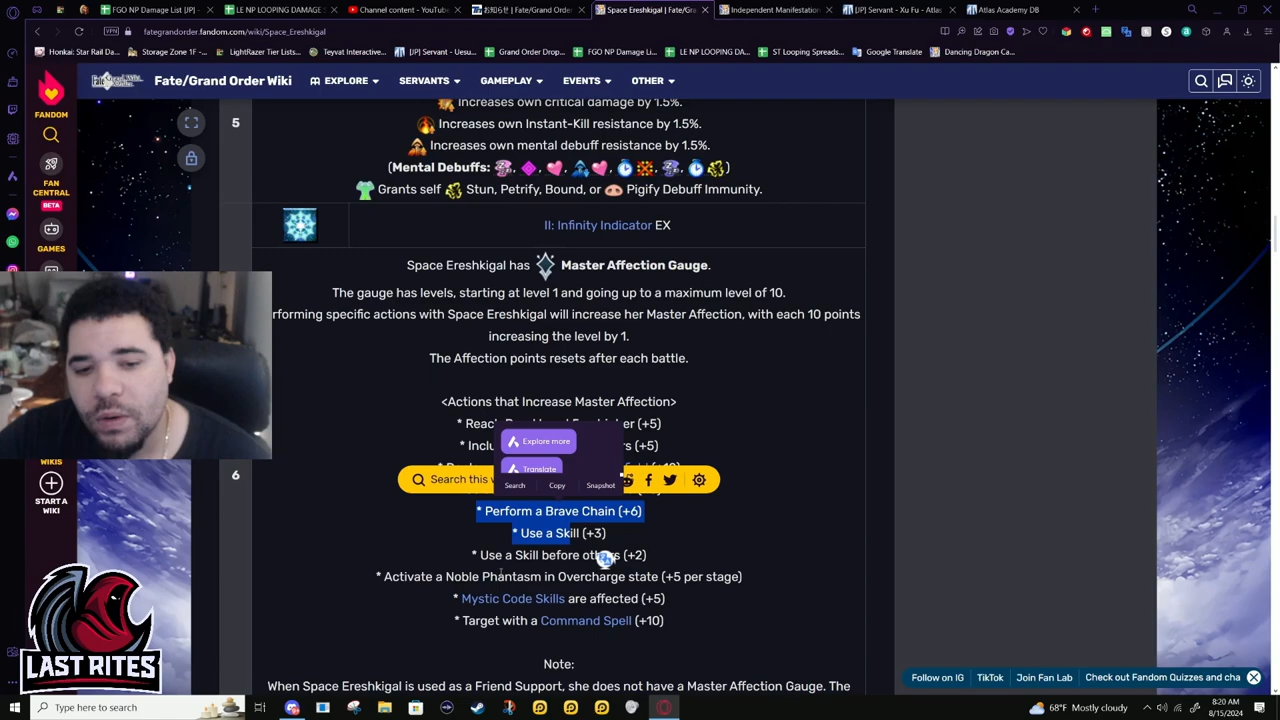 FGO NP Damage List [JP] -
LE NP LOOPING DAMAGE
Channel content - YouTube
お知らせ | Fate/Grand Order
Space Ereshkigal | Fate/Gra
Independent Manifestation
[JP] Servant - Xu Fu - Atlas
Atlas Academy DB
VPN
fategrandorder.fandom.com/wiki/Space_Ereshkigal
Honkai: Star Rail Da...
Storage Zone 1F -...
LightRazer Tier Lists...
Teyvat Interactive...
[JP] Servant - Uesu...
Grand Order Drop...
FGO NP Damage Li...
LE NP LOOPING DA...
ST Looping Spreads...
Google Translate
Dancing Dragon Ca...
Fate/Grand Order Wiki
EXPLORE
SERVANTS
GAMEPLAY
EVENTS
OTHER
FANDOM
FAN
CENTRAL
BETA
GAMES
WIKIS
START A
WIKI
Increases own critical damage by 1.5%.
5
Increases own Instant-Kill resistance by 1.5%.
Increases own mental debuff resistance by 1.5%.
(Mental Debuffs: , , , , , , , , )
Grants self Stun, Petrify, Bound, or Pigify Debuff Immunity.
II: Infinity Indicator EX
Space Ereshkigal has Master Affection Gauge.
The gauge has levels, starting at level 1 and going up to a maximum level of 10.
rforming specific actions with Space Ereshkigal will increase her Master Affection, with each 10 points
increasing the level by 1.
The Affection points resets after each battle.
<Actions that Increase Master Affection>
* Reach (+5)
Explore more
* Inclu rs (+5)
Translate
6
Search this w
Search
Copy
Snapshot
* Perform a Brave Chain (+6)
* Use a Skill (+3)
* Use a Skill before others (+2)
* Activate a Noble Phantasm in Overcharge state (+5 per stage)
* Mystic Code Skills are affected (+5)
* Target with a Command Spell (+10)
Note:
When Space Ereshkigal is used as a Friend Support, she does not have a Master Affection Gauge. The
LAST RITES
Follow on IG
TikTok
Join Fan Lab
Check out Fandom Quizzes and cha
Type here to search
68°F Mostly cloudy
8:20 AM
8/15/2024